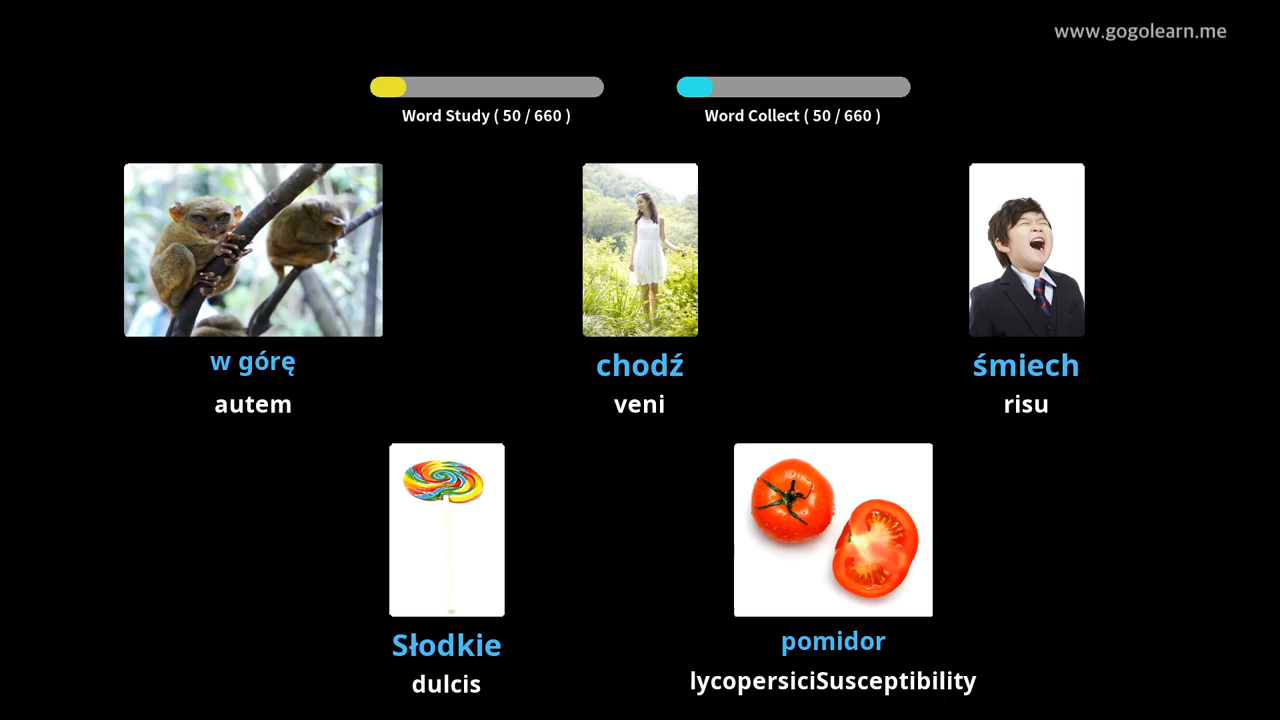 www.gogolearn.me
Word Study ( 50 / 660 )
Word Collect ( 50 / 660 )
w górę
autem
chodź
veni
śmiech
risu
Słodkie
dulcis
pomidor
lycopersiciSusceptibility